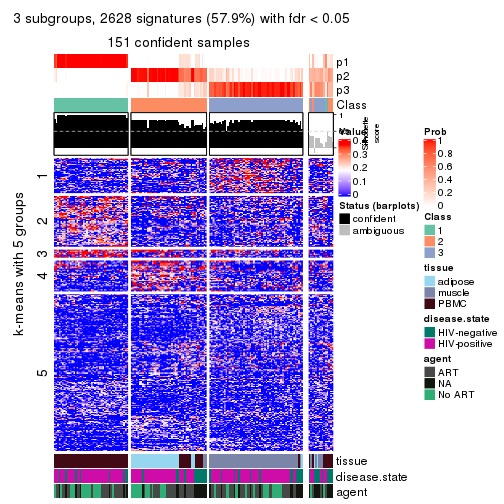 3 subgroups, 2628 signatures (57.9%) with fdr < 0.05
151 confident samples
p1
p2
p3
Class
1
Silhouette
score
k-means with 5 groups
1
2
3
4
5
tissue
disease.state
agent
Value
0.4
0.3
0.2
0.1
0
Status (barplots)
confident
ambiguous
Prob
1
0.8
0.6
0.4
0.2
0
Class
1
2
3
tissue
adipose
muscle
PBMC
disease.state
HIV-negative
HIV-positive
agent
ART
NA
No ART